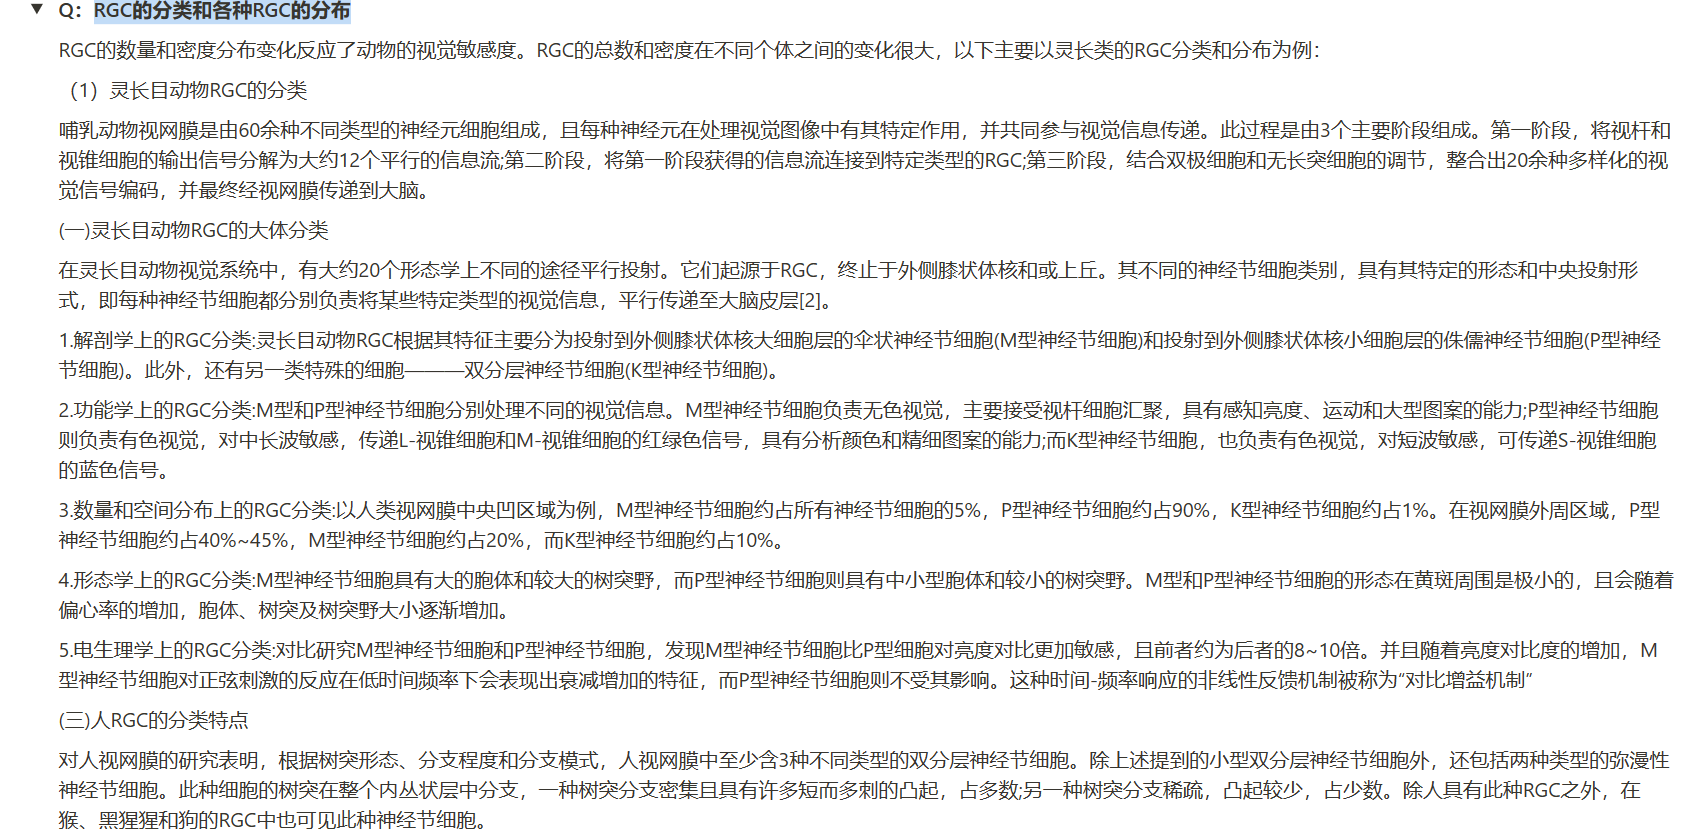 ▼ Q：RGC的分类和各种RGC的分布
RGC的数量和密度分布变化反应了动物的视觉敏感度。RGC的总数和密度在不同个体之间的变化很大，以下主要以灵长类的RGC分类和分布为例：
（1）灵长目动物RGC的分类
哺乳动物视网膜是由60余种不同类型的神经元细胞组成，且每种神经元在处理视觉图像中有其特定作用，并共同参与视觉信息传递。此过程是由3个主要阶段组成。第一阶段，将视杆和
视锥细胞的输出信号分解为大约12个平行的信息流;第二阶段，将第一阶段获得的信息流连接到特定类型的RGC;第三阶段，结合双极细胞和无长突细胞的调节，整合出20余种多样化的视
觉信号编码，并最终经视网膜传递到大脑。
(一)灵长目动物RGC的大体分类
在灵长目动物视觉系统中，有大约20个形态学上不同的途径平行投射。它们起源于RGC，终止于外侧膝状体核和或上丘。其不同的神经节细胞类别，具有其特定的形态和中央投射形
式，即每种神经节细胞都分别负责将某些特定类型的视觉信息，平行传递至大脑皮层[2]。
1.解剖学上的RGC分类:灵长目动物RGC根据其特征主要分为投射到外侧膝状体核大细胞层的伞状神经节细胞(M型神经节细胞)和投射到外侧膝状体核小细胞层的侏儒神经节细胞(P型神经
节细胞)。此外，还有另一类特殊的细胞———双分层神经节细胞(K型神经节细胞)。
2.功能学上的RGC分类:M型和P型神经节细胞分别处理不同的视觉信息。M型神经节细胞负责无色视觉，主要接受视杆细胞汇聚，具有感知亮度、运动和大型图案的能力;P型神经节细胞
则负责有色视觉，对中长波敏感，传递L-视锥细胞和M-视锥细胞的红绿色信号，具有分析颜色和精细图案的能力;而K型神经节细胞，也负责有色视觉，对短波敏感，可传递S-视锥细胞
的蓝色信号。
3.数量和空间分布上的RGC分类:以人类视网膜中央凹区域为例，M型神经节细胞约占所有神经节细胞的5%，P型神经节细胞约占90%，K型神经节细胞约占1%。在视网膜外周区域，P型
神经节细胞约占40%~45%，M型神经节细胞约占20%，而K型神经节细胞约占10%。
4.形态学上的RGC分类:M型神经节细胞具有大的胞体和较大的树突野，而P型神经节细胞则具有中小型胞体和较小的树突野。M型和P型神经节细胞的形态在黄斑周围是极小的，且会随着
偏心率的增加，胞体、树突及树突野大小逐渐增加。
5.电生理学上的RGC分类:对比研究M型神经节细胞和P型神经节细胞，发现M型神经节细胞比P型细胞对亮度对比更加敏感，且前者约为后者的8~10倍。并且随着亮度对比度的增加，M
型神经节细胞对正弦刺激的反应在低时间频率下会表现出衰减增加的特征，而P型神经节细胞则不受其影响。这种时间-频率响应的非线性反馈机制被称为“对比增益机制”
(三)人RGC的分类特点
对人视网膜的研究表明，根据树突形态、分支程度和分支模式，人视网膜中至少含3种不同类型的双分层神经节细胞。除上述提到的小型双分层神经节细胞外，还包括两种类型的弥漫性
神经节细胞。此种细胞的树突在整个内丛状层中分支，一种树突分支密集且具有许多短而多刺的凸起，占多数;另一种树突分支稀疏，凸起较少，占少数。除人具有此种RGC之外，在
猴、黑猩猩和狗的RGC中也可见此种神经节细胞。